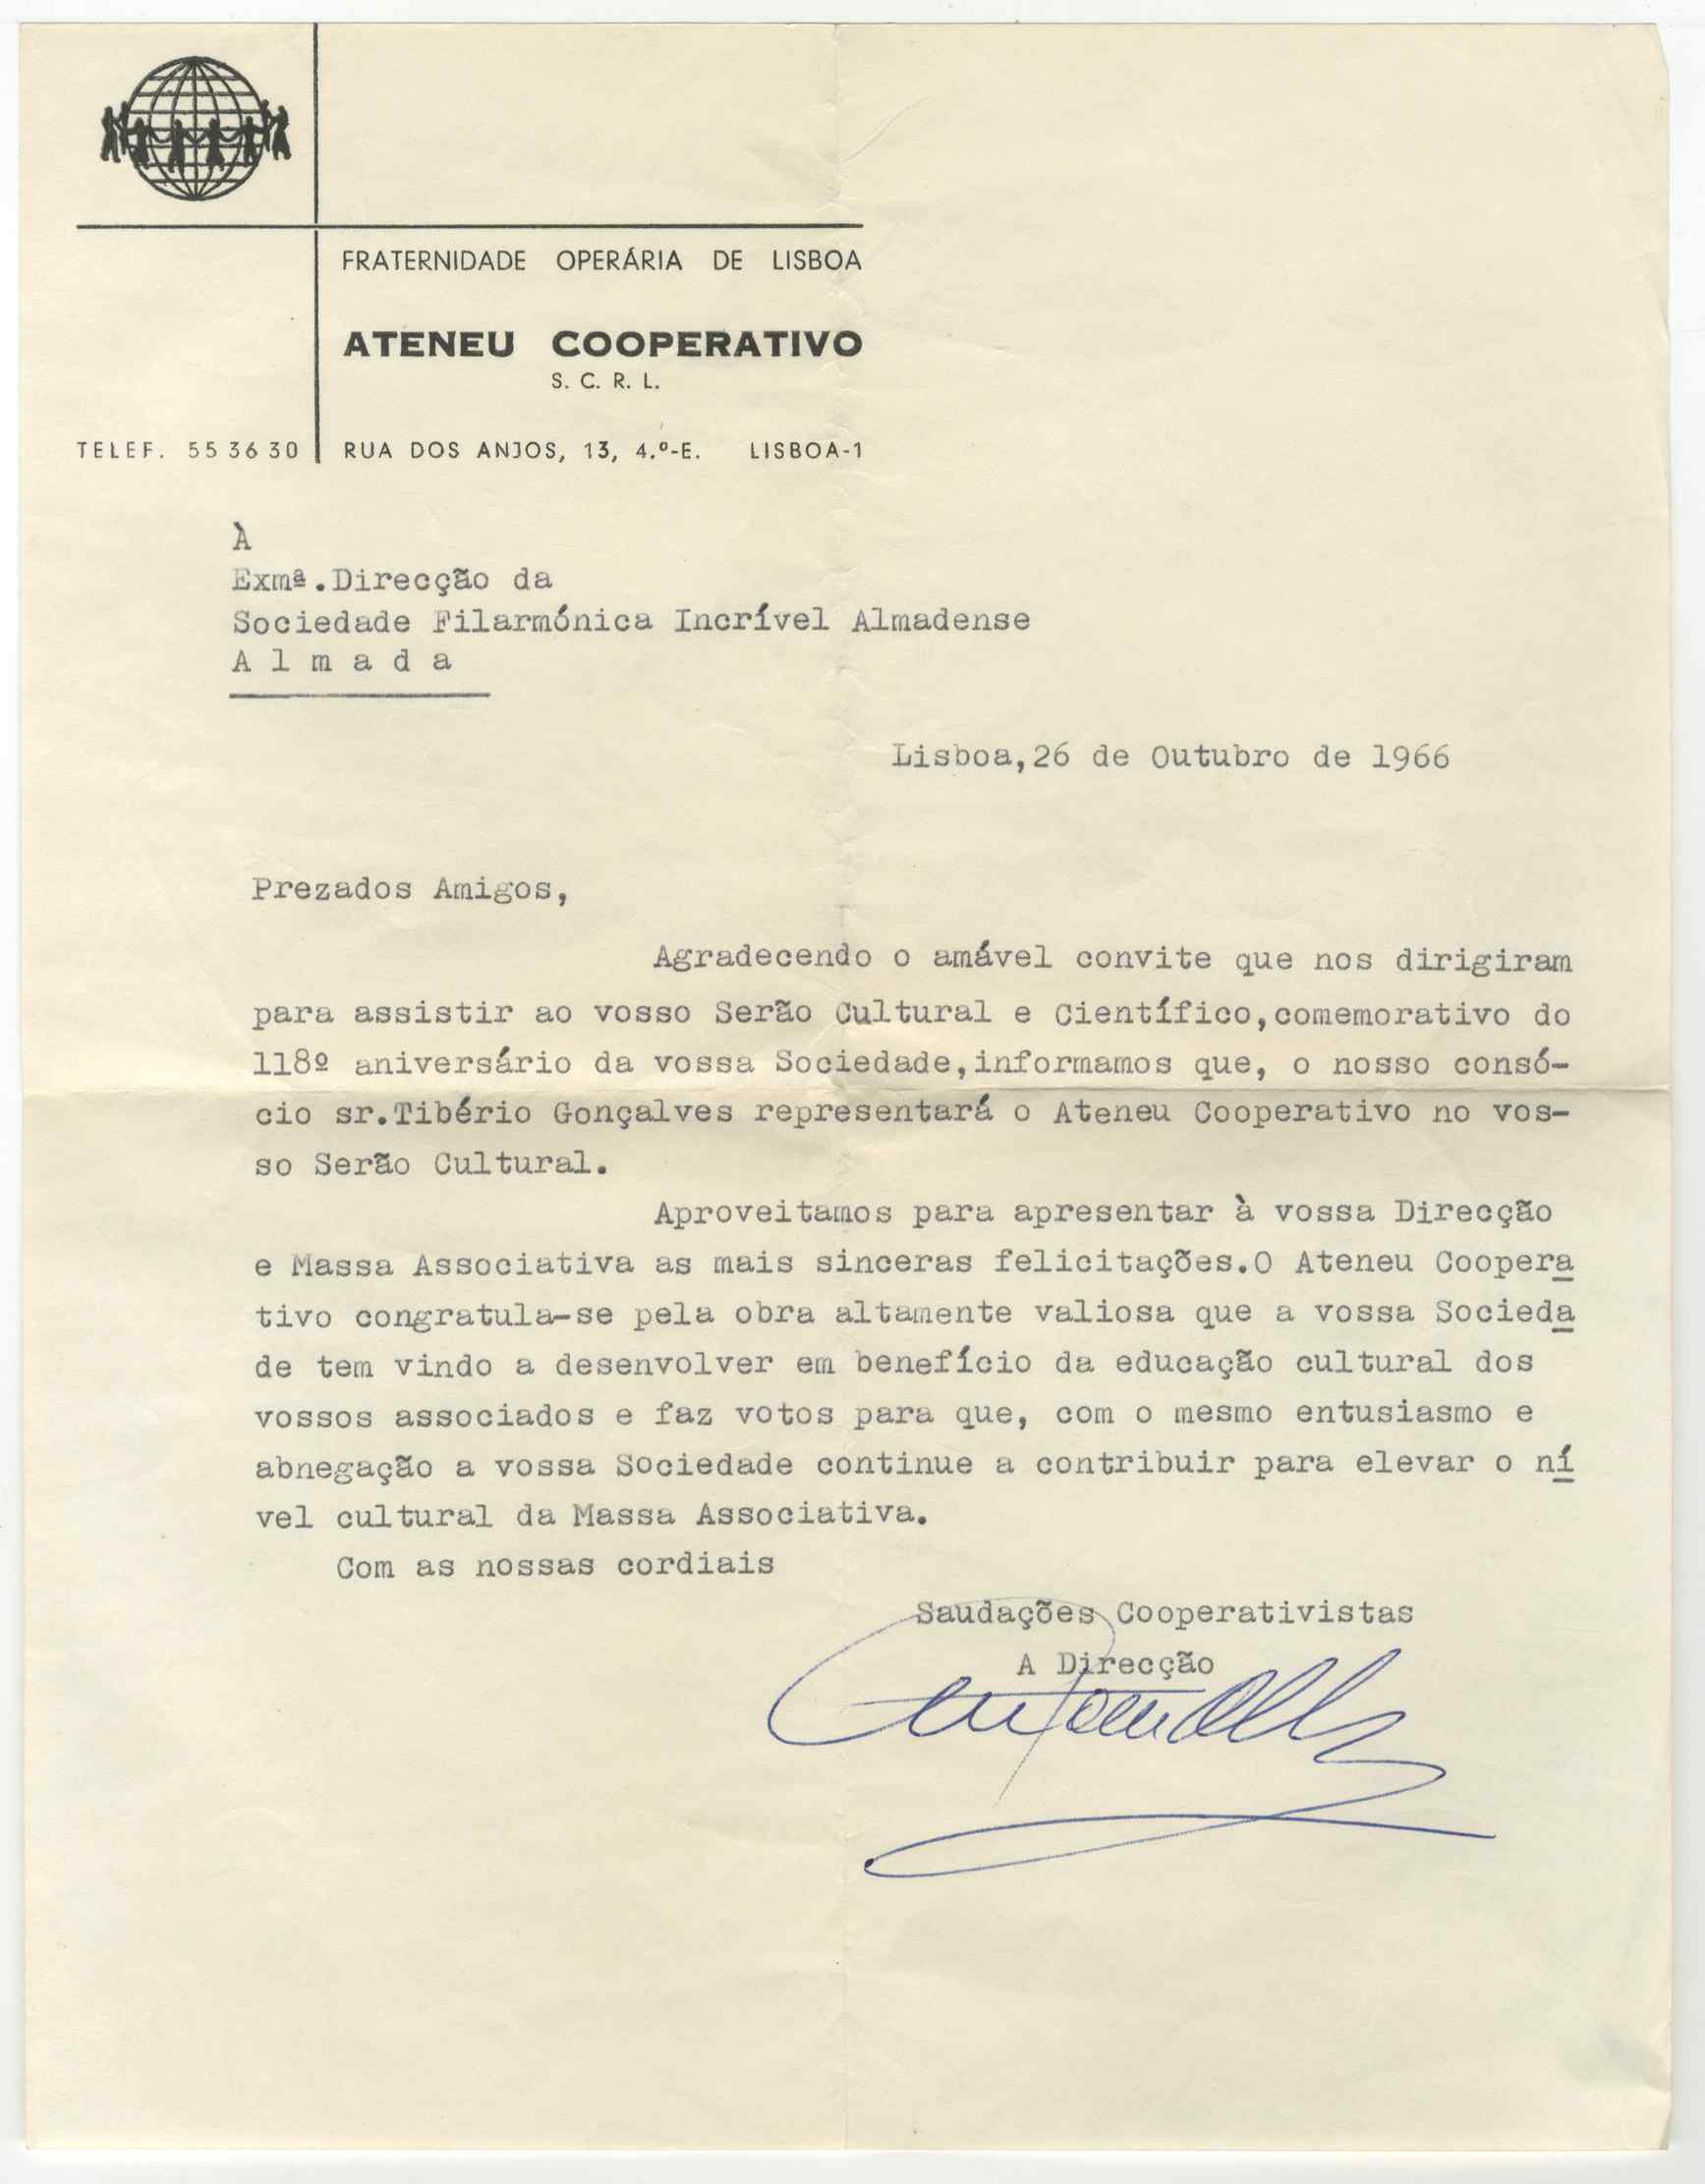 FRATERNIDADE OPERÁRIA DE LISBOA
ATENEU COOPERATIVO
S. C. R. L.
TELEF. 55 36 30 RUA DOS ANJOS, 13, 4.º-E. LISBOA-1
À
Exmª.Direcção da
Sociedade Filarmónica Incrível Almadense
A l m a d a
Lisboa,26 de Outubro de 1966
Prezados Amigos,
Agradecendo o amável convite que nos dirigiram
para assistir ao vosso Serão Cultural e Científico,comemorativo do
118º aniversário da vossa Sociedade,informamos que, o nosso consó-
cio sr.Tibério Gonçalves representará o Ateneu Cooperativo no vos-
so Serão Cultural.
Aproveitamos para apresentar à vossa Direcção
e Massa Associativa as mais sinceras felicitações.O Ateneu Coopera
tivo congratula-se pela obra altamente valiosa que a vossa Socieda
de tem vindo a desenvolver em benefício da educação cultural dos
vossos associados e faz votos para que, com o mesmo entusiasmo e
abnegação a vossa Sociedade continue a contribuir para elevar o ní
vel cultural da Massa Associativa.
Com as nossas cordiais
Saudações Cooperativistas
A Direcção